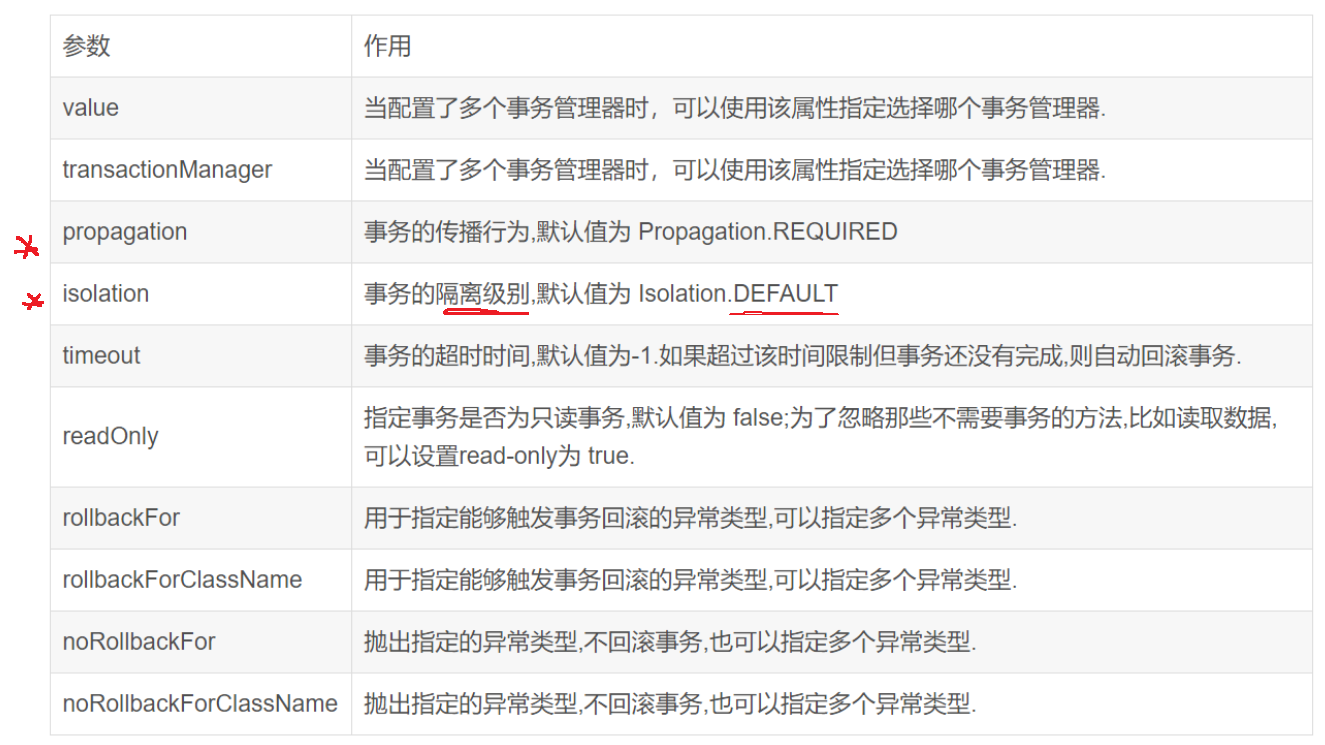 参数 作用
value 当配置了多个事务管理器时，可以使用该属性指定选择哪个事务管理器.
transactionManager 当配置了多个事务管理器时，可以使用该属性指定选择哪个事务管理器.
propagation 事务的传播行为,默认值为 Propagation.REQUIRED
isolation 事务的隔离级别,默认值为 Isolation.DEFAULT
timeout 事务的超时时间,默认值为-1.如果超过该时间限制但事务还没有完成,则自动回滚事务.
readOnly 指定事务是否为只读事务,默认值为 false;为了忽略那些不需要事务的方法,比如读取数据,
可以设置read-only为 true.
rollbackFor 用于指定能够触发事务回滚的异常类型,可以指定多个异常类型.
rollbackForClassName 用于指定能够触发事务回滚的异常类型,可以指定多个异常类型.
noRollbackFor 抛出指定的异常类型,不回滚事务,也可以指定多个异常类型.
noRollbackForClassName 抛出指定的异常类型,不回滚事务,也可以指定多个异常类型.